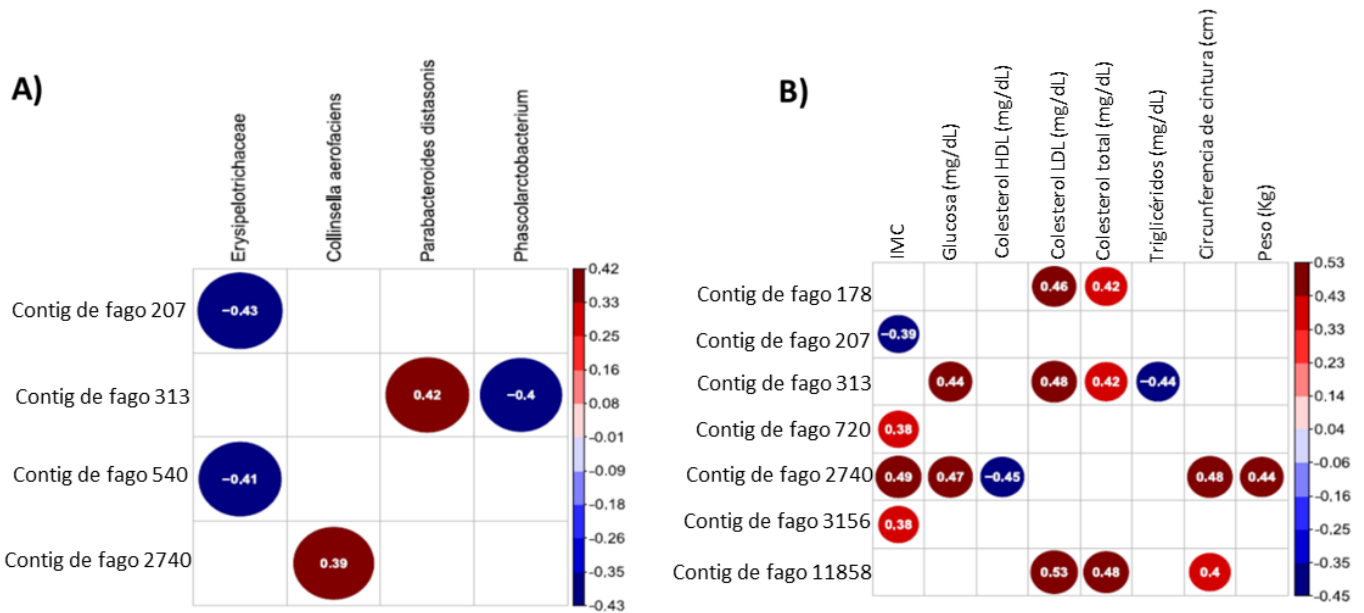 A)
Erysipelotrichaceae
Collinsella aerofaciens
Parabacteroides distasonis
Phascolarctobacterium
Contig de fago 207
−0.43
Contig de fago 313
0.42
−0.4
Contig de fago 540
−0.41
Contig de fago 2740
0.39
0.42
0.33
0.25
0.16
0.08
-0.01
-0.09
-0.18
-0.26
-0.35
-0.43
B)
IMC
Glucosa (mg/dL)
Colesterol HDL (mg/dL)
Colesterol LDL (mg/dL)
Colesterol total (mg/dL)
Triglicéridos (mg/dL)
Circunferencia de cintura (cm)
Peso (Kg)
Contig de fago 178
0.46
0.42
Contig de fago 207
−0.39
Contig de fago 313
0.44
0.48
0.42
−0.44
Contig de fago 720
0.38
Contig de fago 2740
0.49
0.47
−0.45
0.48
0.44
Contig de fago 3156
0.38
Contig de fago 11858
0.53
0.48
0.4
0.53
0.43
0.33
0.23
0.14
0.04
-0.06
-0.16
-0.25
-0.35
-0.45